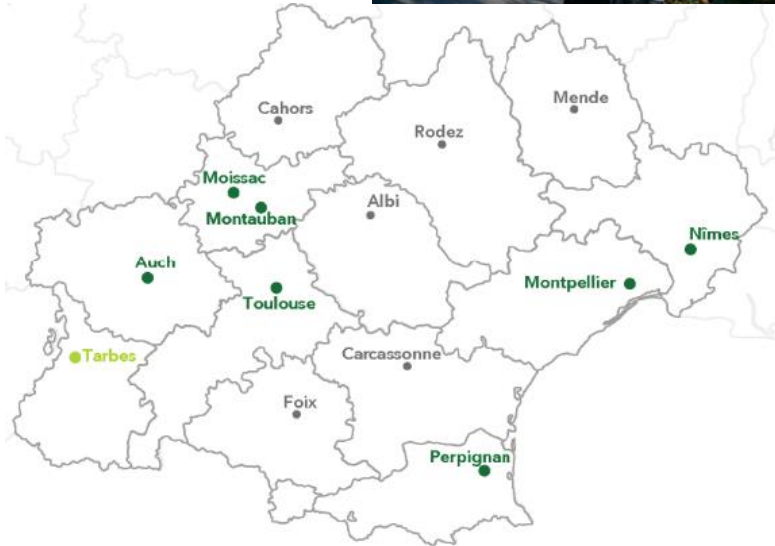 Mende
Cahors
Rodez
Moissac
Albi
Montauban
Nîmes
Auch
Montpellier
Toulouse
Carcassonne
Tarbes
Foix
Perpignan